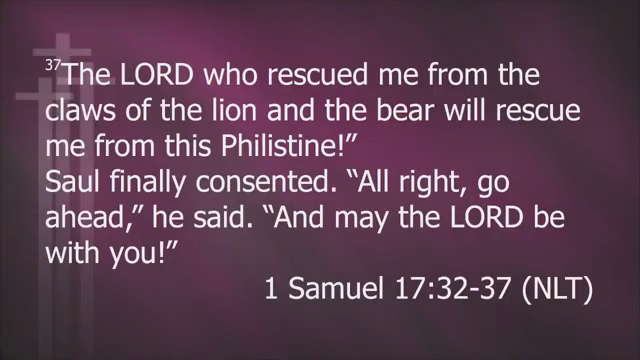 37The LORD who rescued me from the
claws of the lion and the bear will rescue
me from this Philistine!”
Saul finally consented. “All right, go
ahead,” he said. “And may the LORD be
with you!”
1 Samuel 17:32-37 (NLT)